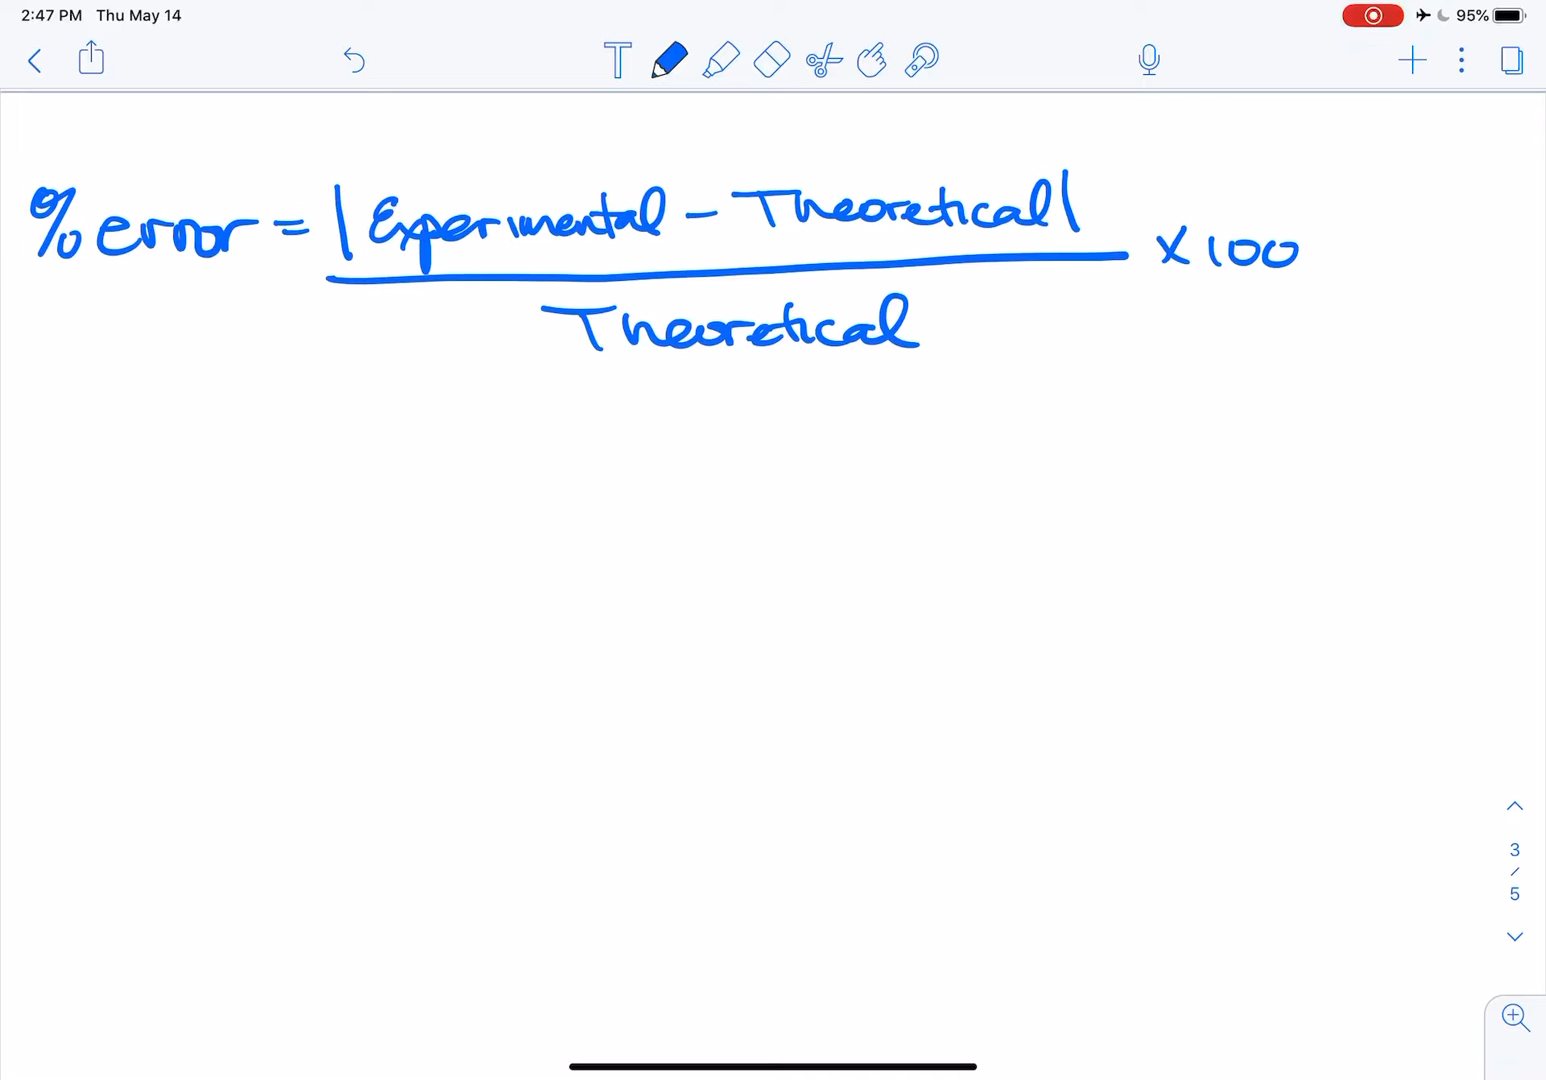 2:47 PM Thu May 14
95%
T
% error = |Experimental - Theoretical| / Theoretical x 100
3
/
5